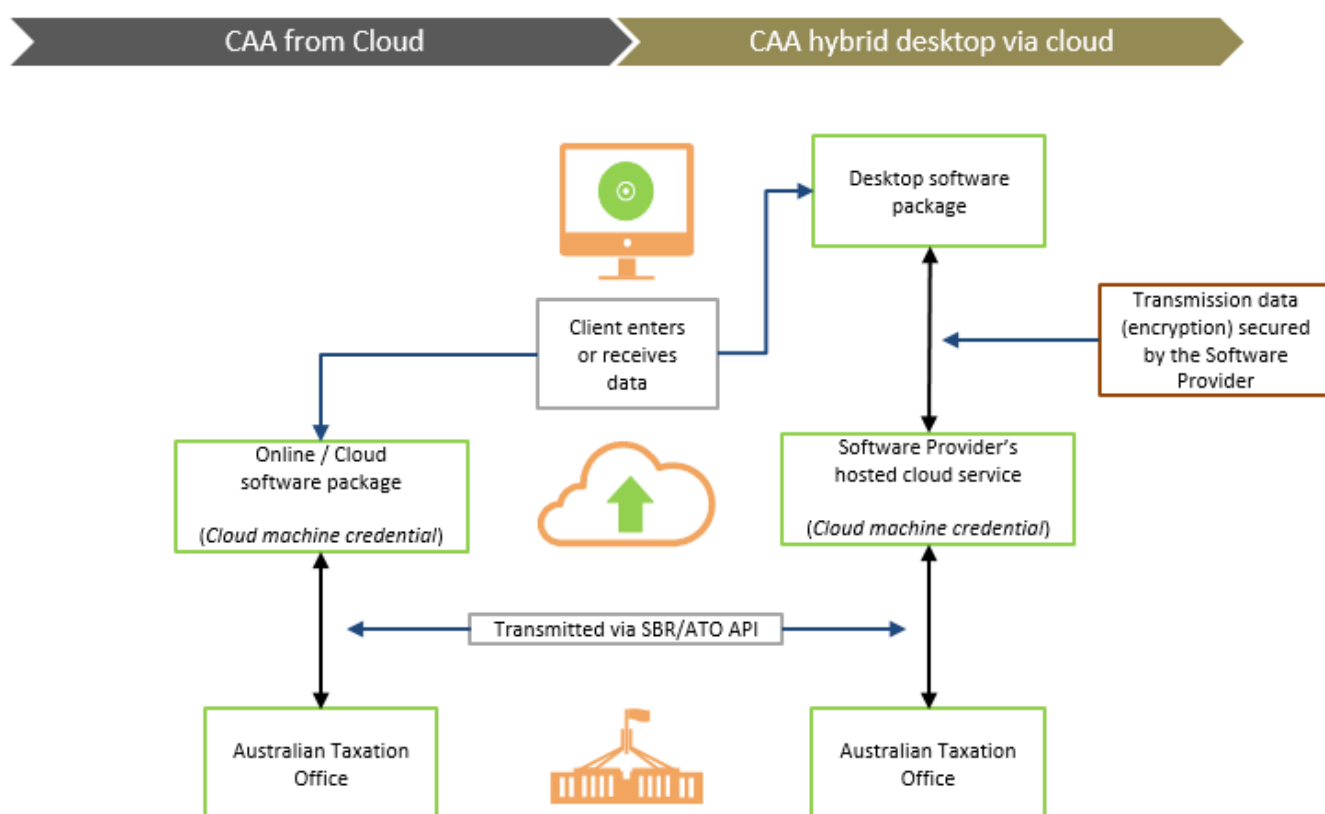 CAA from Cloud
CAA hybrid desktop via cloud
Desktop software
package
Client enters
or receives
data
Transmission data
(encryption) secured
by the Software
Provider
Online / Cloud
software package
(Cloud machine credential)
Software Provider's
hosted cloud service
(Cloud machine credential)
Transmitted via SBR/ATO API
Australian Taxation
Office
Australian Taxation
Office